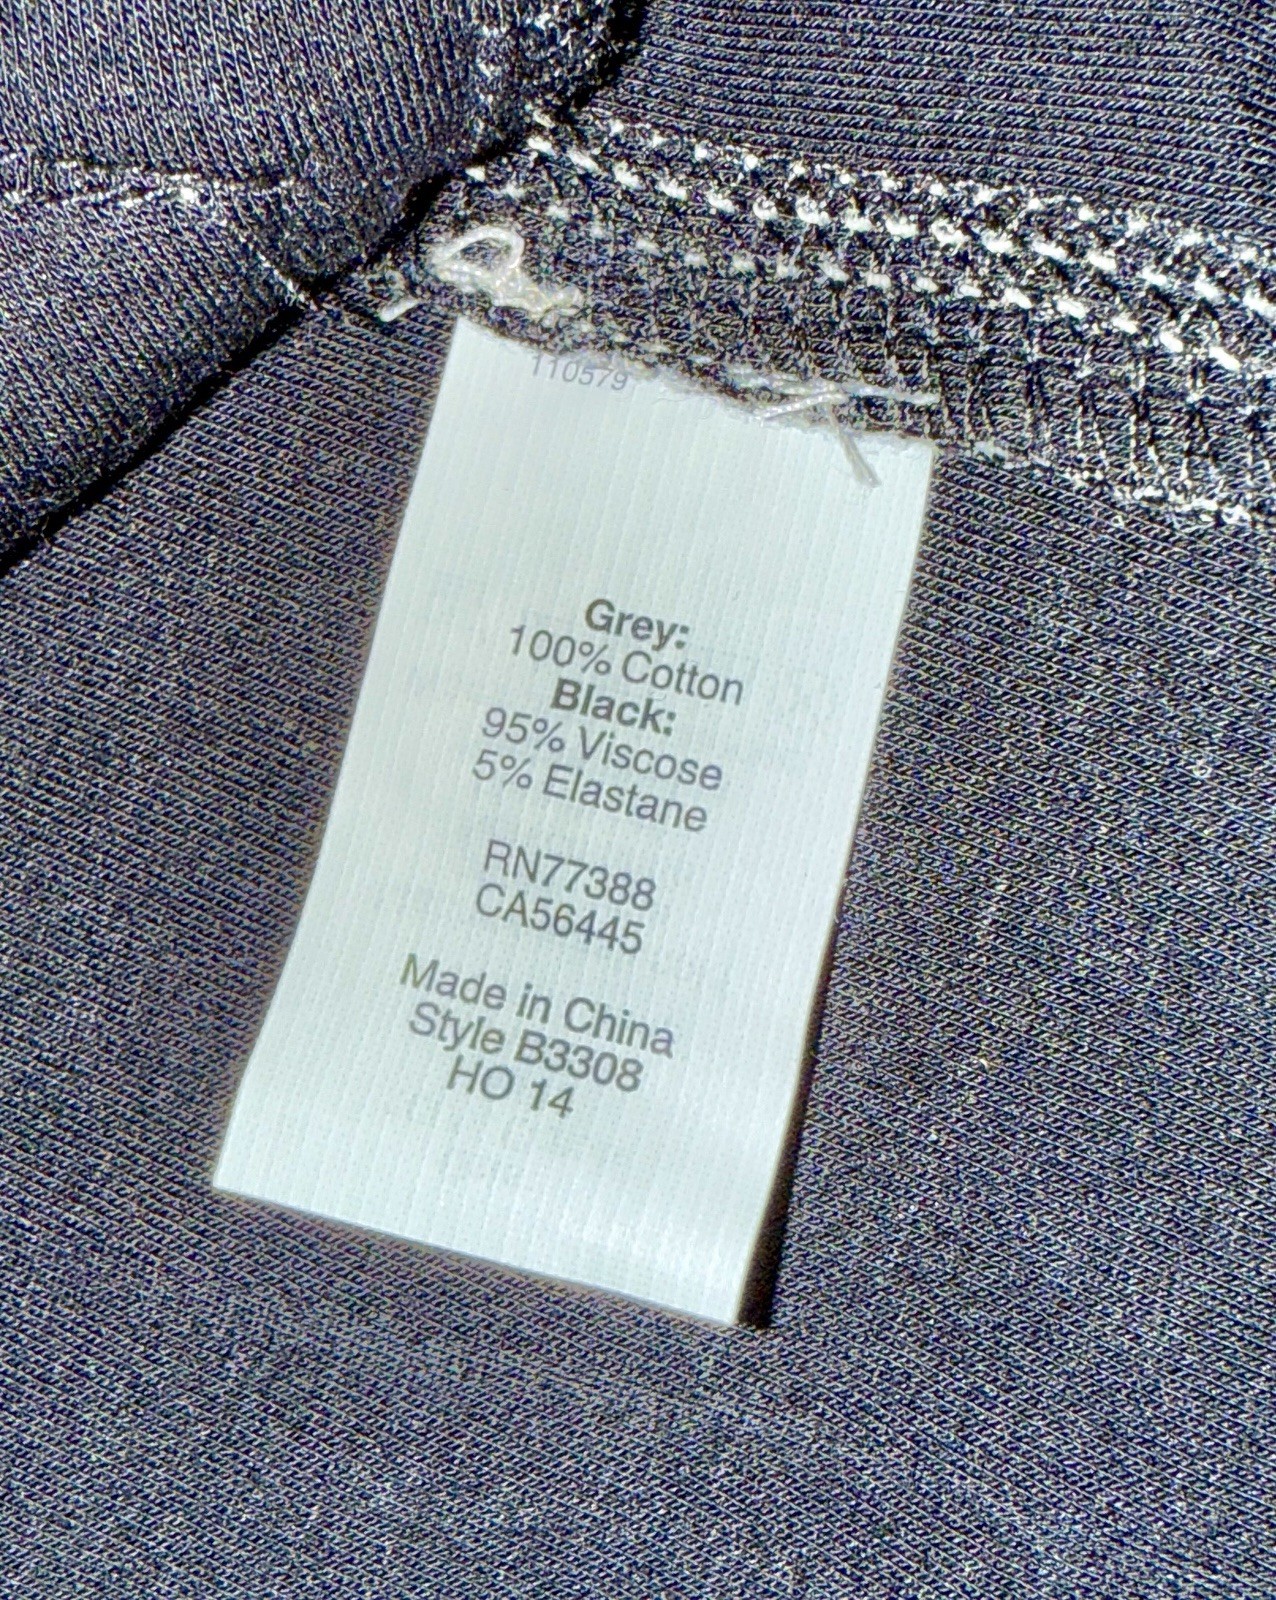 110579
Grey:
100% Cotton
Black:
95% Viscose
5% Elastane
RN77388
CA56445
Made in China
Style B3308
HO 14